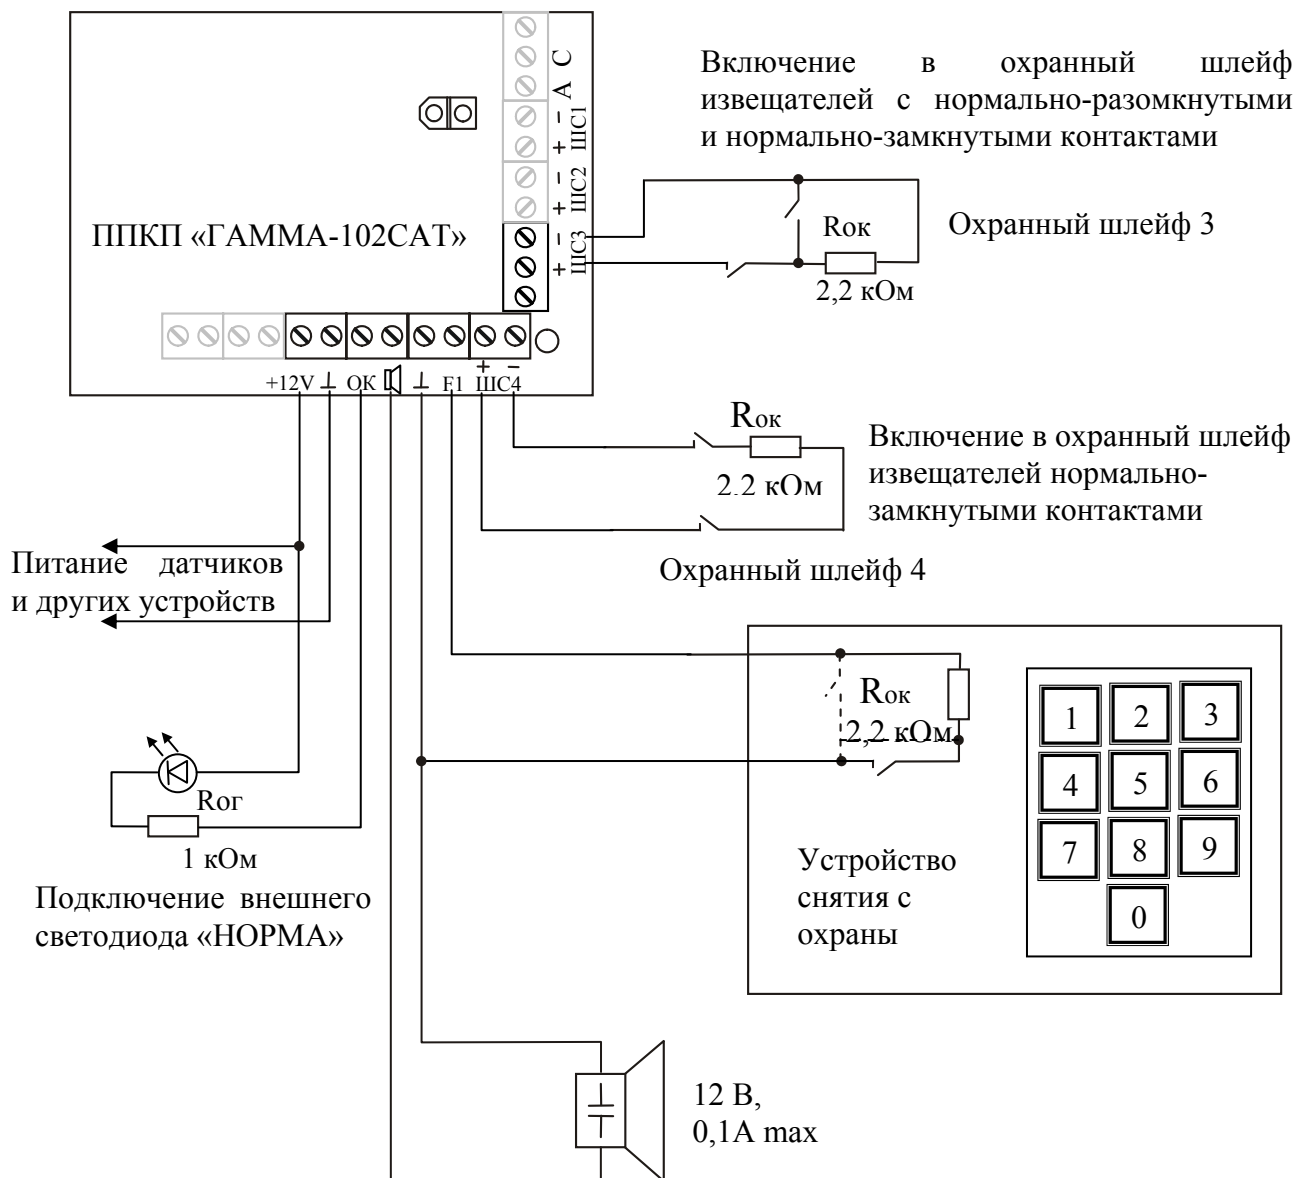 С
А
-
+
ШС1
-
+
ШС2
-
+
ШС3
Включение в охранный шлейф
извещателей с нормально-разомкнутыми
и нормально-замкнутыми контактами
ППКП «ГАММА-102САТ»
Rок
2,2 кОм
Охранный шлейф 3
+ -
+12V ⊥ ОК ⊥ F1 ШС4
Rок
2,2 кОм
Включение в охранный шлейф
извещателей нормально-
замкнутыми контактами
Охранный шлейф 4
Питание датчиков
и других устройств
Rок
2,2 кОм
1 2 3
4 5 6
7 8 9
0
Rог
1 кОм
Подключение внешнего
светодиода «НОРМА»
Устройство
снятия с
охраны
12 В,
0,1А max